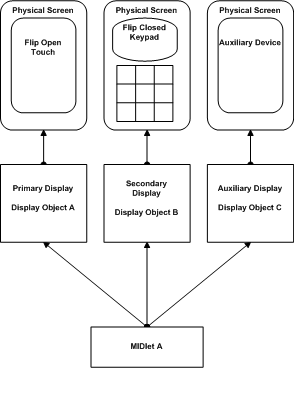 Physical Screen
Flip Open
Touch
Physical Screen
Flip Closed
Keypad
Physical Screen
Auxiliary Device
Primary Display
Display Object A
Secondary
Display
Display Object B
Auxiliary Display
Display Object C
MIDlet A